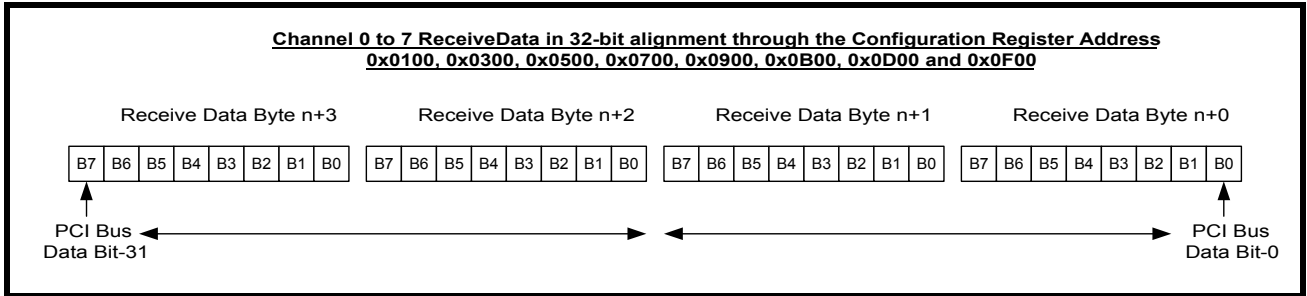 Channel 0 to 7 ReceiveData in 32-bit alignment through the Configuration Register Address
0x0100, 0x0300, 0x0500, 0x0700, 0x0900, 0x0B00, 0x0D00 and 0x0F00
Receive Data Byte n+3 Receive Data Byte n+2 Receive Data Byte n+1 Receive Data Byte n+0
B7 B6 B5 B4 B3 B2 B1 B0 B7 B6 B5 B4 B3 B2 B1 B0 B7 B6 B5 B4 B3 B2 B1 B0 B7 B6 B5 B4 B3 B2 B1 B0
PCI Bus PCI Bus
Data Bit-31 Data Bit-0